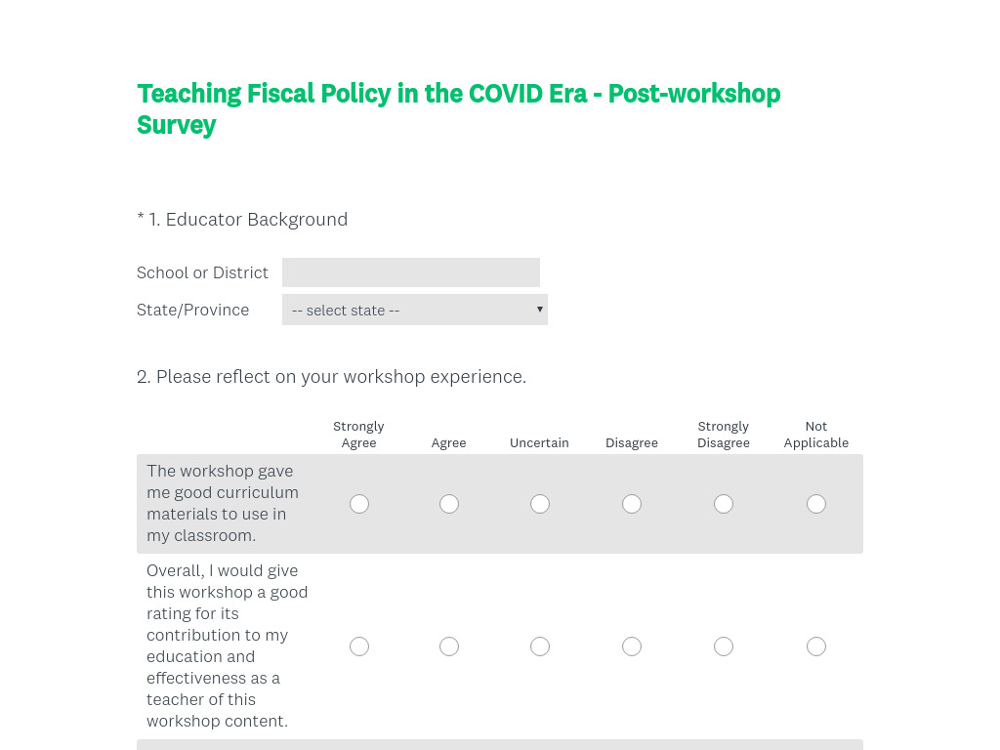 Teaching Fiscal Policy in the COVID Era - Post-workshop
Survey
* 1. Educator Background
School or District
State/Province
-- select state --
2. Please reflect on your workshop experience.
Strongly
Agree
Agree
Uncertain
Disagree
Strongly
Disagree
Not
Applicable
The workshop gave
me good curriculum
materials to use in
my classroom.
Overall, I would give
this workshop a good
rating for its
contribution to my
education and
effectiveness as a
teacher of this
workshop content.